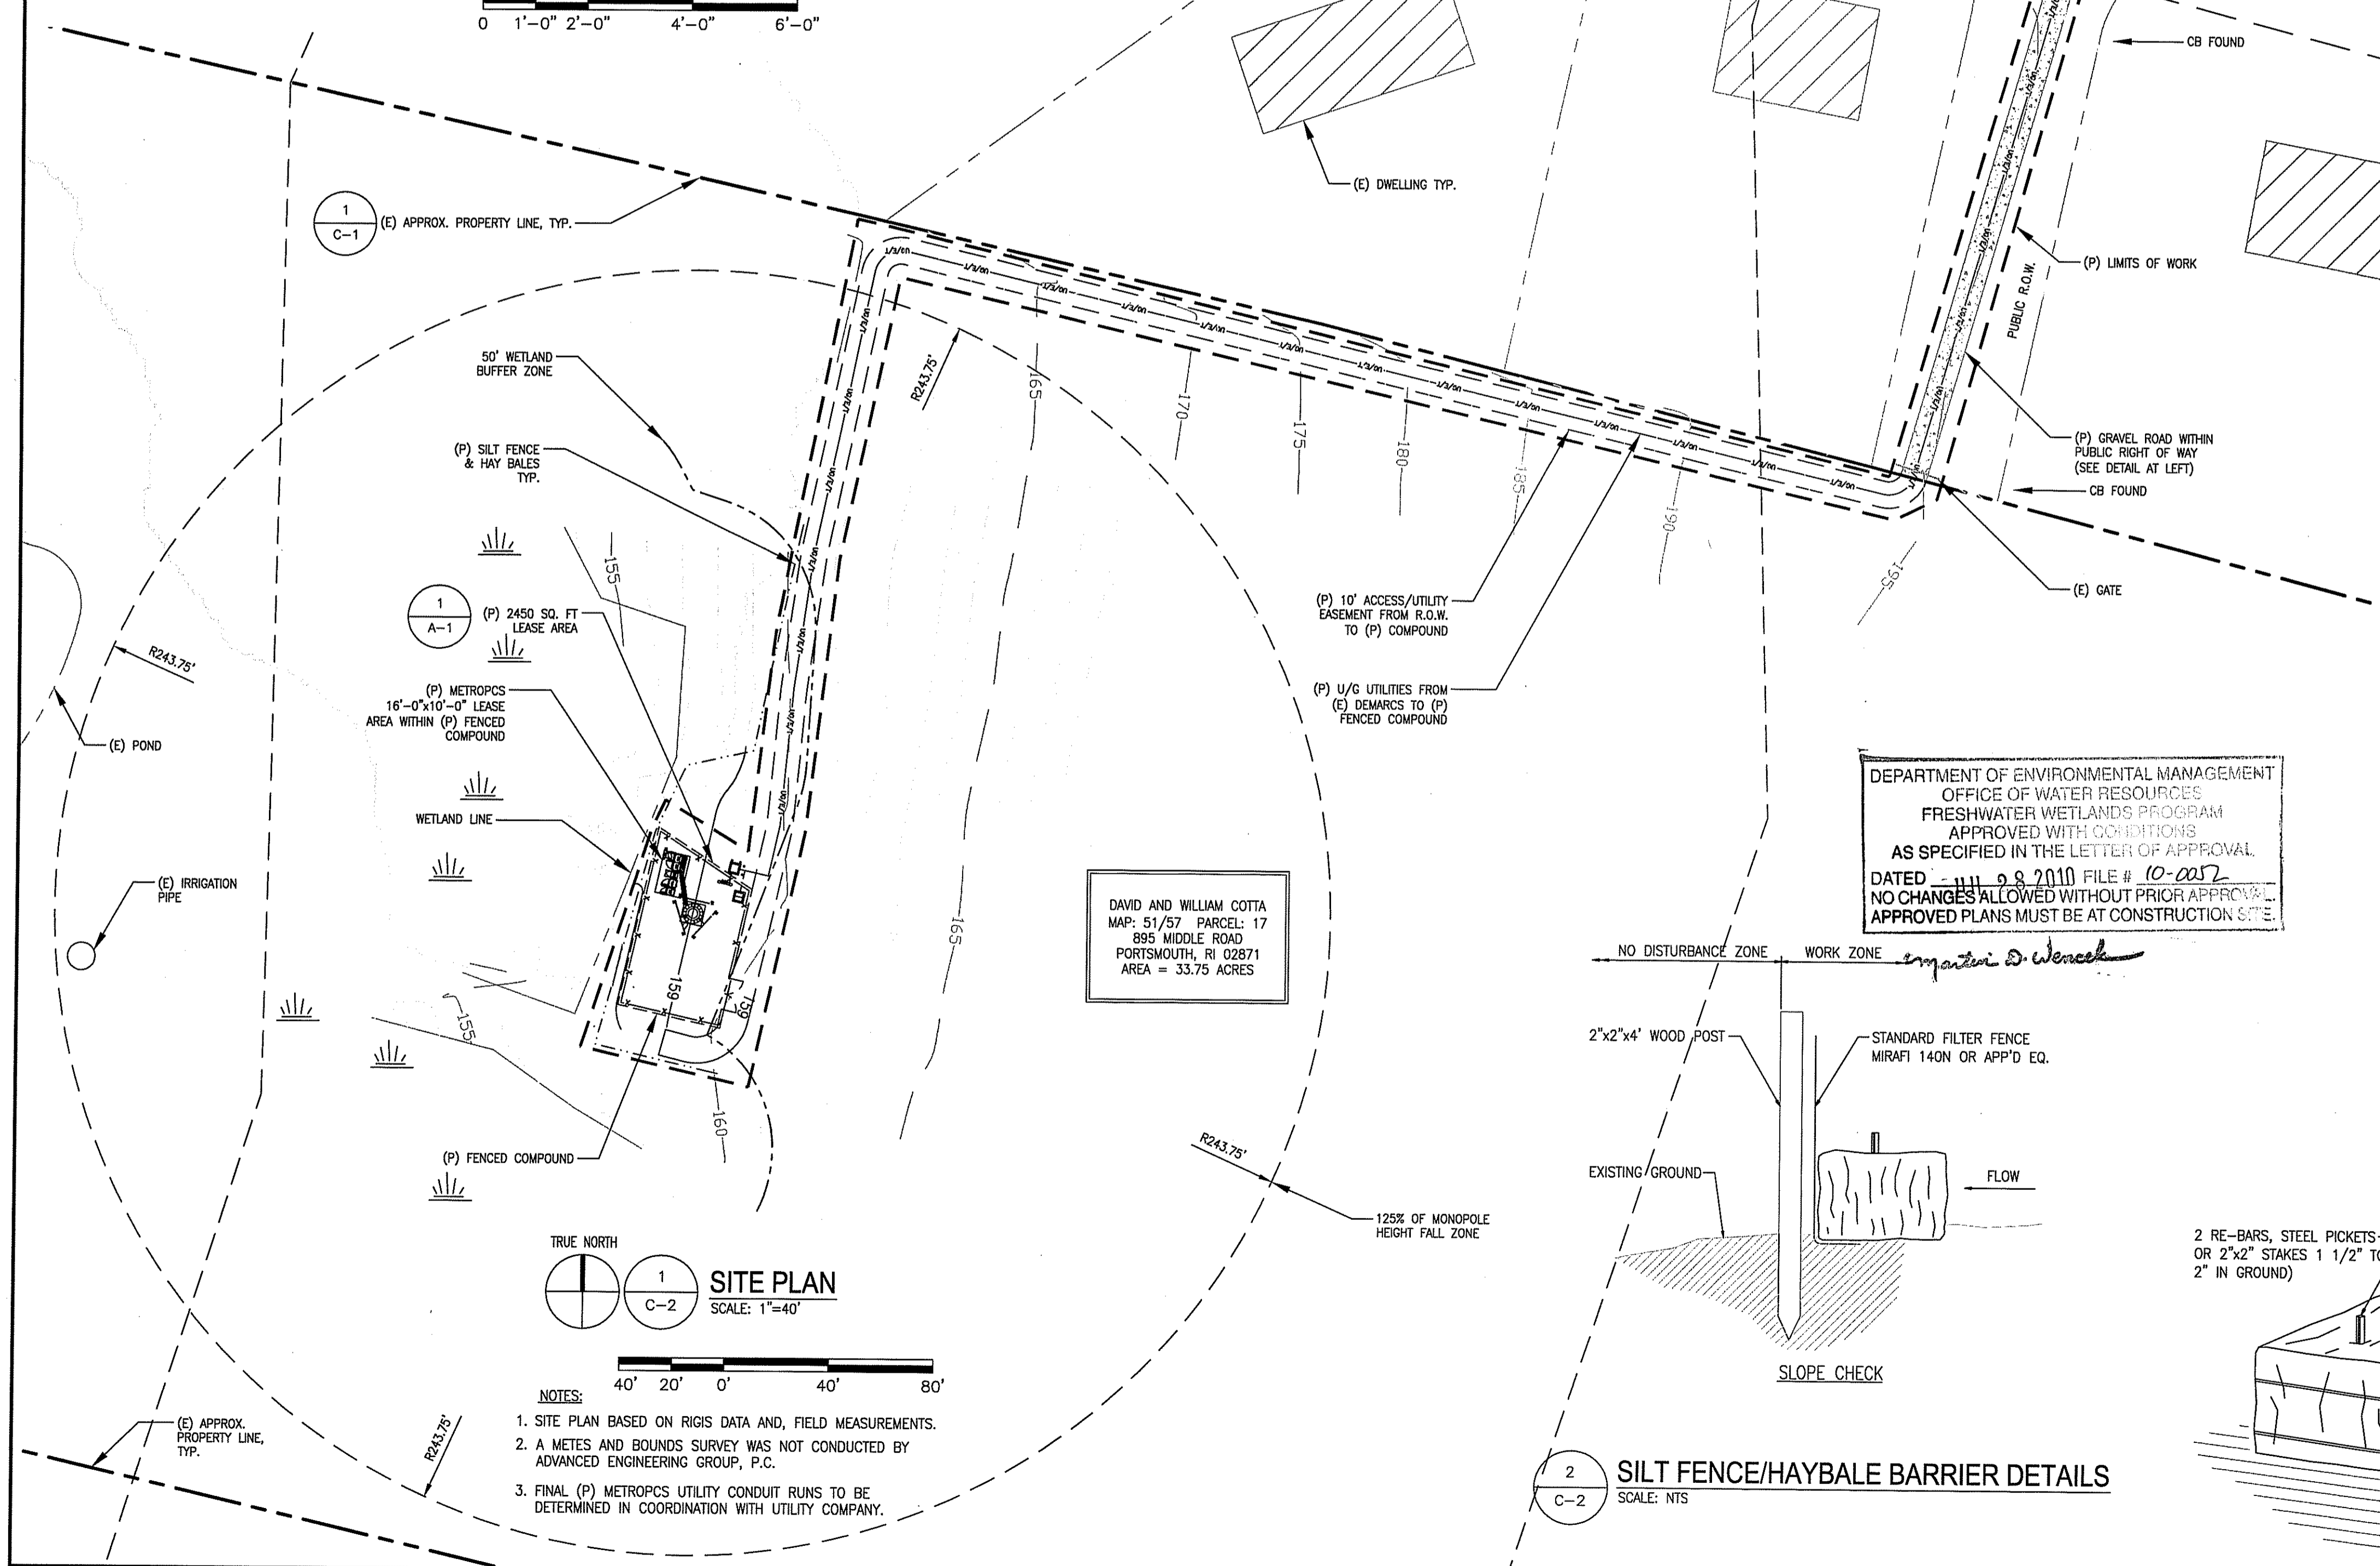 0 1'-0" 2'-0" 4'-0" 6'-0"
CB FOUND
(E) DWELLING TYP.
1
C-1
(E) APPROX. PROPERTY LINE, TYP.
(P) LIMITS OF WORK
PUBLIC R.O.W.
50' WETLAND
BUFFER ZONE
R243.75'
165
170
175
180
185
190
195
(P) GRAVEL ROAD WITHIN
PUBLIC RIGHT OF WAY
(SEE DETAIL AT LEFT)
CB FOUND
(P) SILT FENCE
& HAY BALES
TYP.
155
(E) GATE
1
A-1
(P) 2450 SQ. FT
LEASE AREA
(P) 10' ACCESS/UTILITY
EASEMENT FROM R.O.W.
TO (P) COMPOUND
R243.75'
(P) METROPCS
16'-0"x10'-0" LEASE
AREA WITHIN (P) FENCED
COMPOUND
(P) U/G UTILITIES FROM
(E) DEMARCS TO (P)
FENCED COMPOUND
(E) POND
WETLAND LINE
DEPARTMENT OF ENVIRONMENTAL MANAGEMENT
OFFICE OF WATER RESOURCES
FRESHWATER WETLANDS PROGRAM
APPROVED WITH CONDITIONS
AS SPECIFIED IN THE LETTER OF APPROVAL
DATED 28 2010 FILE # 10-0052
NO CHANGES ALLOWED WITHOUT PRIOR APPROVAL.
APPROVED PLANS MUST BE AT CONSTRUCTION SITE.
Martin D. Wencek
(E) IRRIGATION
PIPE
DAVID AND WILLIAM COTTA
MAP: 51/57 PARCEL: 17
895 MIDDLE ROAD
PORTSMOUTH, RI 02871
AREA = 33.75 ACRES
165
159
159
155
160
NO DISTURBANCE ZONE
WORK ZONE
2"x2"x4' WOOD POST
STANDARD FILTER FENCE
MIRAFI 140N OR APP'D EQ.
(P) FENCED COMPOUND
R243.75'
EXISTING GROUND
FLOW
125% OF MONOPOLE
HEIGHT FALL ZONE
2 RE-BARS, STEEL PICKETS
OR 2"x2" STAKES 1 1/2" TO
2" IN GROUND)
TRUE NORTH
1
C-2
SITE PLAN
SCALE: 1"=40'
SLOPE CHECK
40' 20' 0' 40' 80'
NOTES:
1. SITE PLAN BASED ON RIGIS DATA AND, FIELD MEASUREMENTS.
2. A METES AND BOUNDS SURVEY WAS NOT CONDUCTED BY
ADVANCED ENGINEERING GROUP, P.C.
3. FINAL (P) METROPCS UTILITY CONDUIT RUNS TO BE
DETERMINED IN COORDINATION WITH UTILITY COMPANY.
(E) APPROX.
PROPERTY LINE,
TYP.
R243.75'
2
C-2
SILT FENCE/HAYBALE BARRIER DETAILS
SCALE: NTS